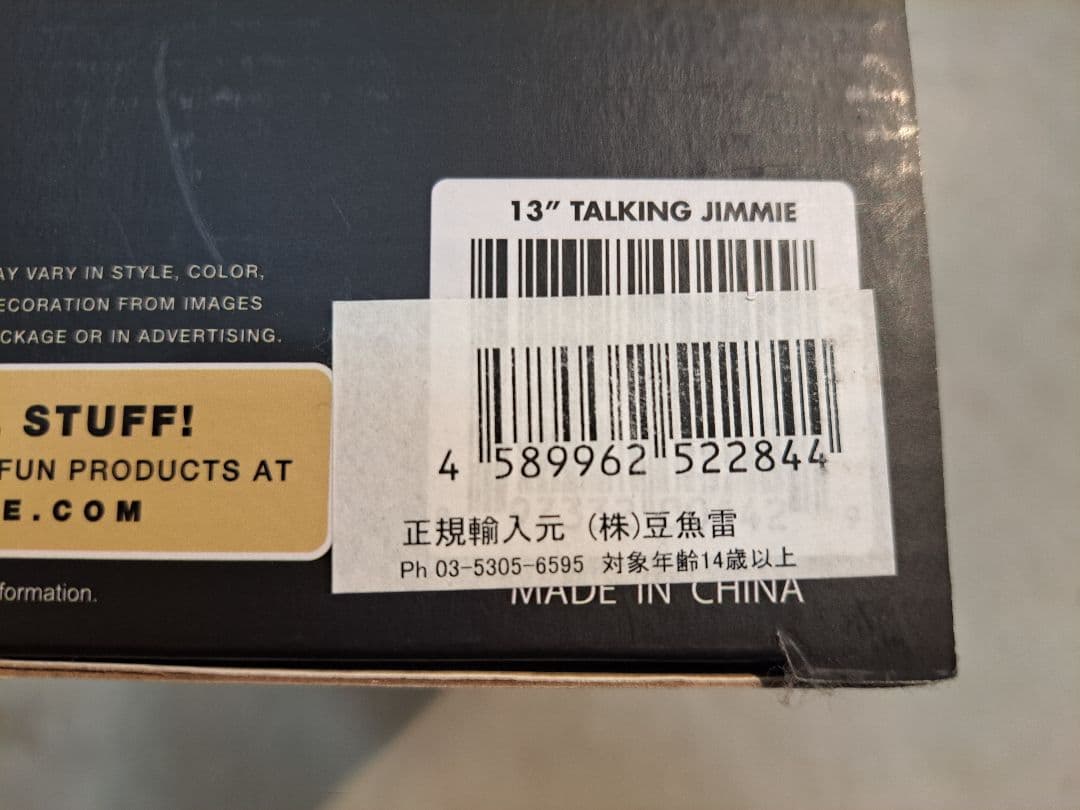 AY VARY IN STYLE, COLOR,
ECORATION FROM IMAGES
CKAGE OR IN ADVERTISING.
STUFF!
FUN PRODUCTS AT
E.COM
formation.
13" TALKING JIMMIE
4 589962 522844
正規輸入元 (株)豆魚雷
Ph 03-5305-6595 対象年齢14歳以上
MADE IN CHINA